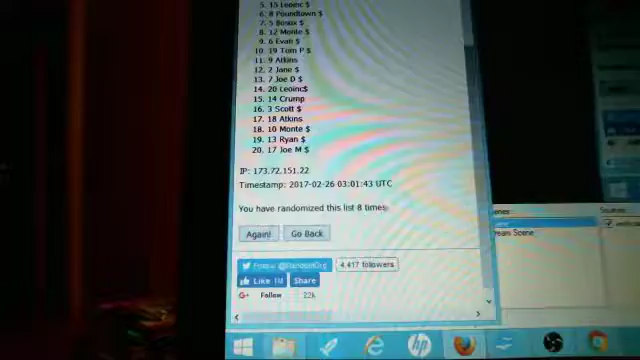 5. 15 Leoinc $
6. 8 Poundtown $
7. 5 Bosox $
8. 12 Monte $
9. 6 Evan $
10. 19 Tom P $
11. 9 Atkins
12. 2 Jane $
13. 7 Joe D $
14. 20 Leoinc$
15. 14 Crump
16. 3 Scott $
17. 18 Atkins
18. 10 Monte $
19. 13 Ryan $
20. 17 Joe M $
IP: 173.72.151.22
Timestamp: 2017-02-26 03:01:43 UTC
You have randomized this list 8 times.
Again! Go Back
Follow @RandomOrg 4,417 followers
Like 1M Share
G+ Follow 22k
hp